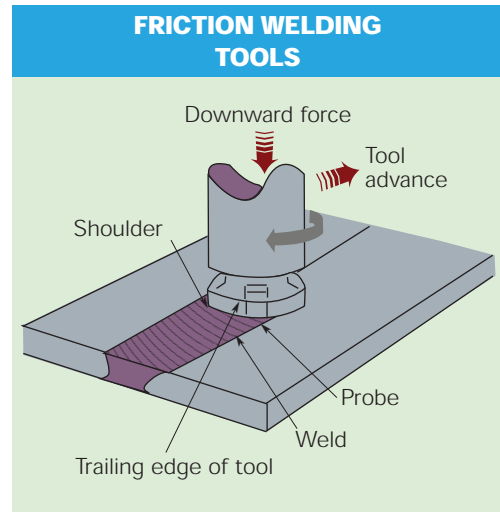 FRICTION WELDING
TOOLS
Downward force
Tool
advance
Shoulder
Probe
Weld
Trailing edge of tool